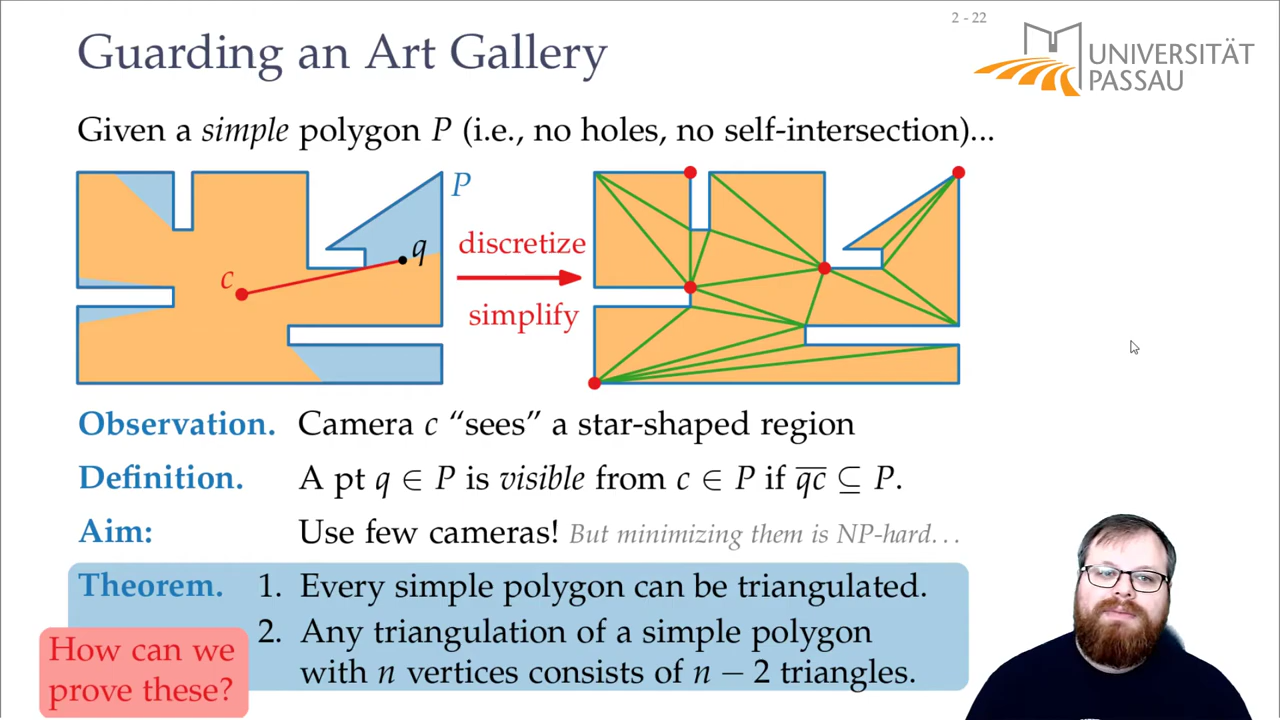 2 - 22
Guarding an Art Gallery
UNIVERSITÄT
PASSAU
Given a simple polygon P (i.e., no holes, no self-intersection)...
P
q
c
discretize
simplify
Observation. Camera c “sees” a star-shaped region
Definition. A pt q ∈ P is visible from c ∈ P if q̅c̅ ⊆ P.
Aim: Use few cameras! But minimizing them is NP-hard…
Theorem. 1. Every simple polygon can be triangulated.
2. Any triangulation of a simple polygon
with n vertices consists of n − 2 triangles.
How can we
prove these?